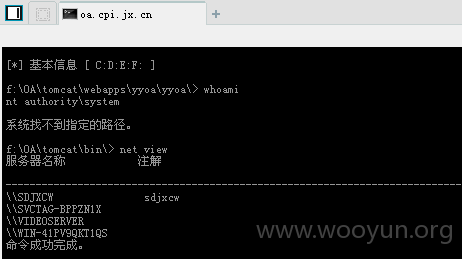 oa.cpi.jx.cn
[*] 基本信息 [ C:D:E:F: ]
f:\OA\tomcat\webapps\yyoa\yyoa\> whoami
nt authority\system
系统找不到指定的路径。
f:\OA\tomcat\bin\> net view
服务器名称 注解
-------------------------------------------------------------------------------
\\SDJXCW sdjxcw
\\SVCTAG-BPPZN1X
\\VIDEOSERVER
\\WIN-41PV9QKT1QS
命令成功完成。
www.wooyun.org